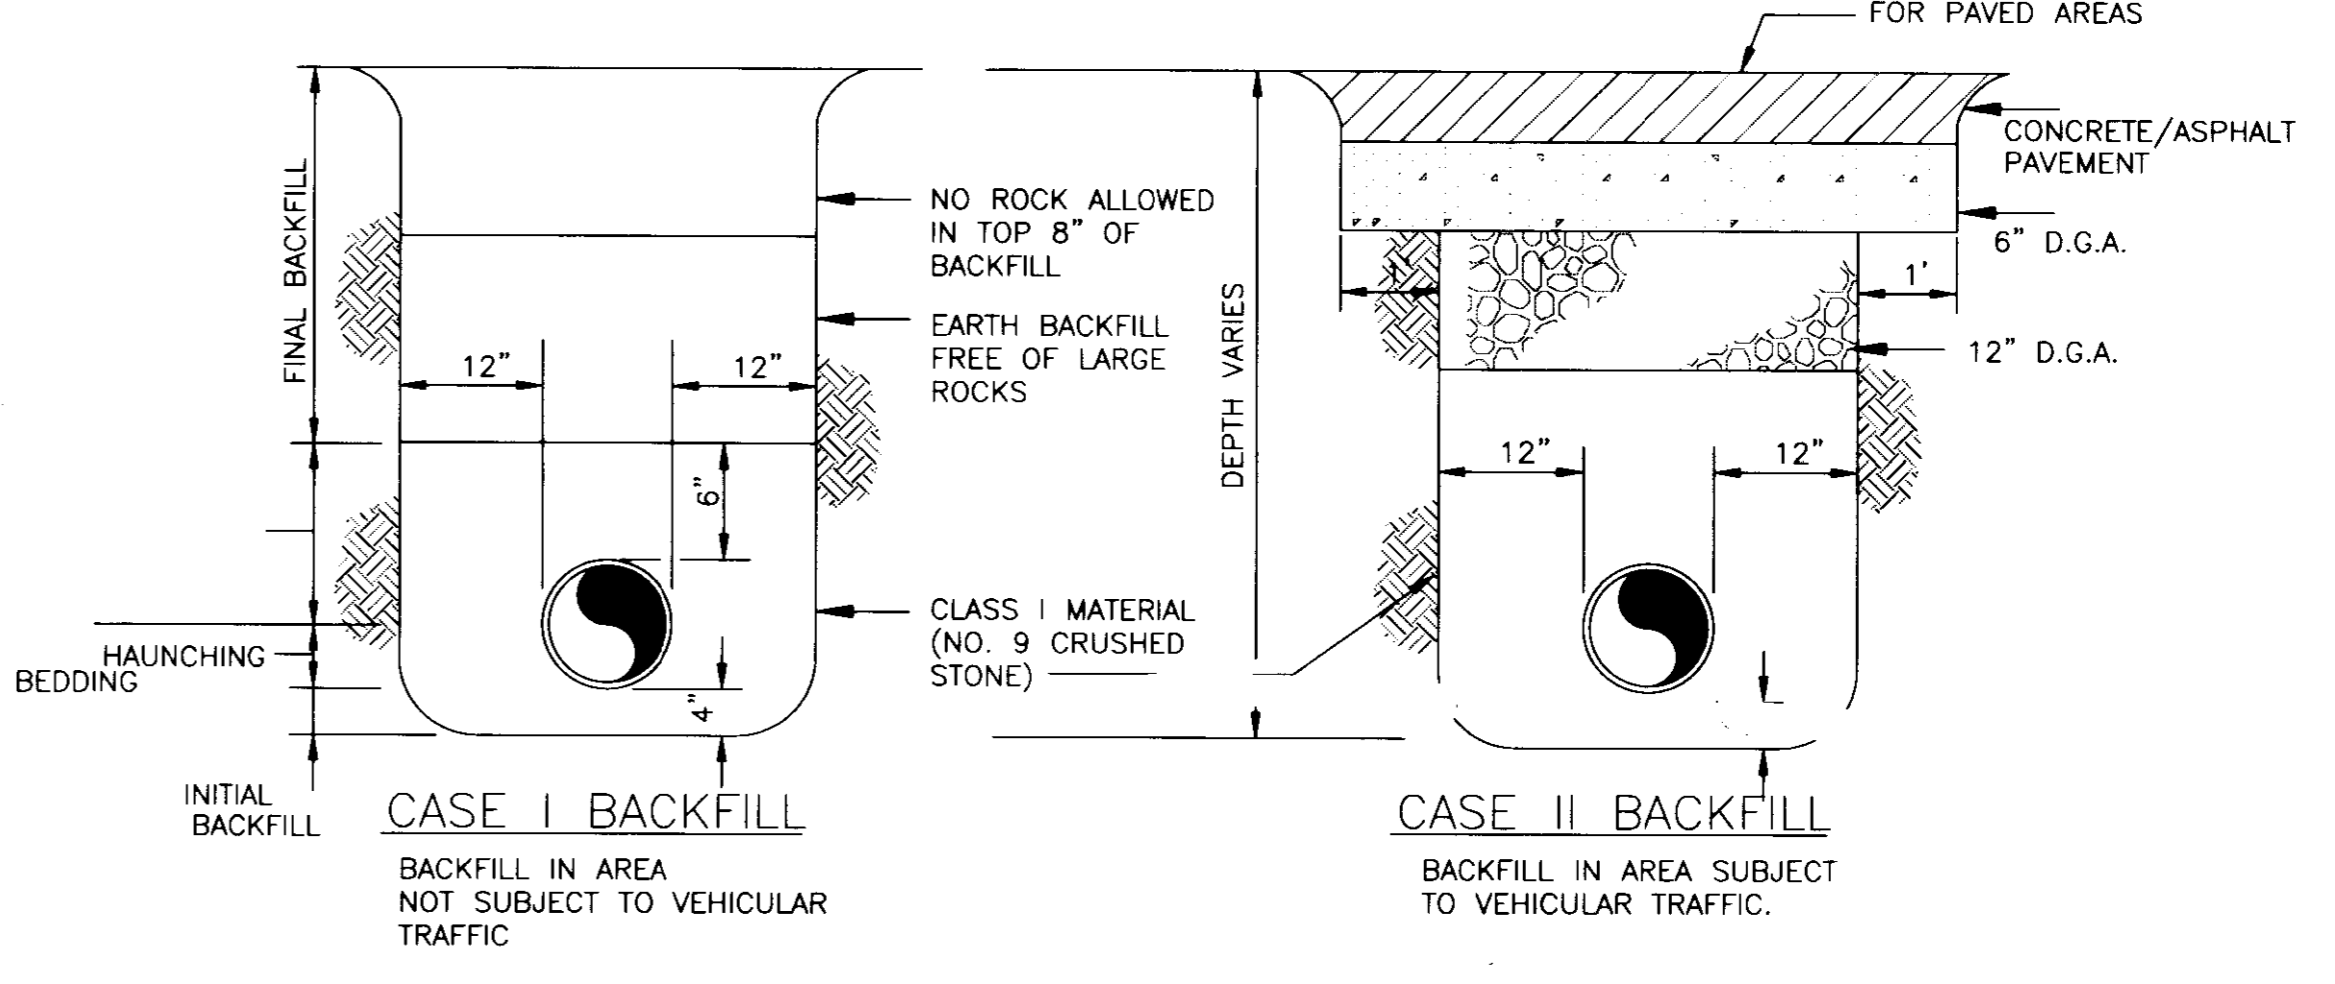 FOR PAVED AREAS
CONCRETE/ASPHALT
PAVEMENT
FINAL BACKFILL
NO ROCK ALLOWED
IN TOP 8" OF
BACKFILL
6" D.G.A.
1'
EARTH BACKFILL
FREE OF LARGE
ROCKS
DEPTH VARIES
12" D.G.A.
12"
12"
12"
12"
6"
CLASS I MATERIAL
(NO. 9 CRUSHED
STONE)
HAUNCHING
BEDDING
4"
INITIAL
BACKFILL
CASE I BACKFILL
BACKFILL IN AREA
NOT SUBJECT TO VEHICULAR
TRAFFIC
CASE II BACKFILL
BACKFILL IN AREA SUBJECT
TO VEHICULAR TRAFFIC.